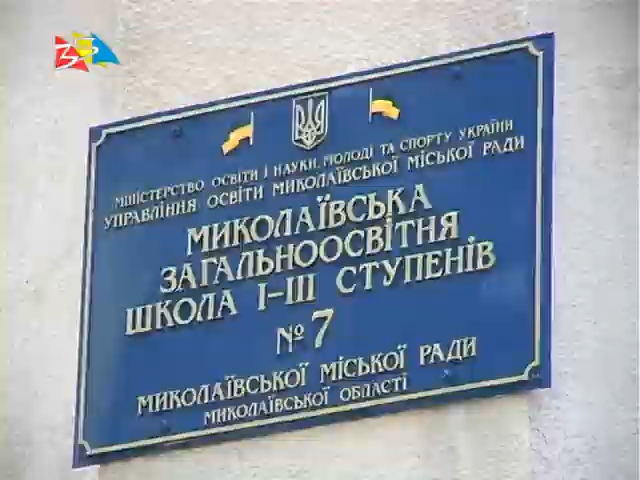 МІНІСТЕРСТВО ОСВІТИ І НАУКИ, МОЛОДІ ТА СПОРТУ УКРАЇНИ
УПРАВЛІННЯ ОСВІТИ МИКОЛАЇВСЬКОЇ МІСЬКОЇ РАДИ
МИКОЛАЇВСЬКА
ЗАГАЛЬНООСВІТНЯ
ШКОЛА І-ІІІ СТУПЕНІВ
№ 7
МИКОЛАЇВСЬКОЇ МІСЬКОЇ РАДИ
МИКОЛАЇВСЬКОЇ ОБЛАСТІ